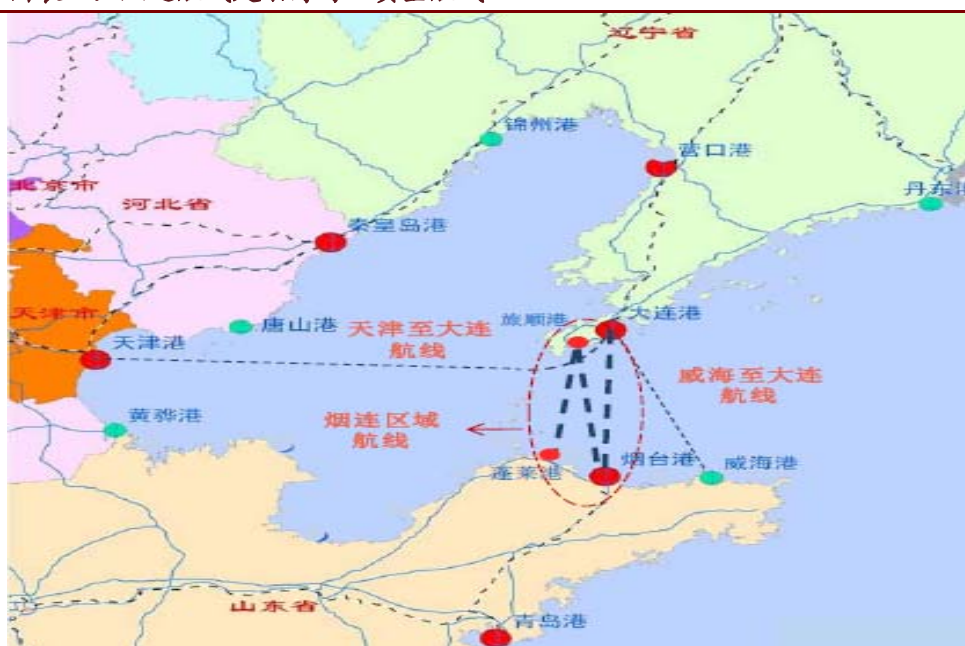 辽宁省
锦州港
营口港
丹东港
北京市
河北省
秦皇岛港
天津市
唐山港
旅顺港
大连港
天津港
天津至大连
航线
威海至大连
航线
黄骅港
烟连区域
航线
烟台港
蓬莱港
威海港
山东省
青岛港